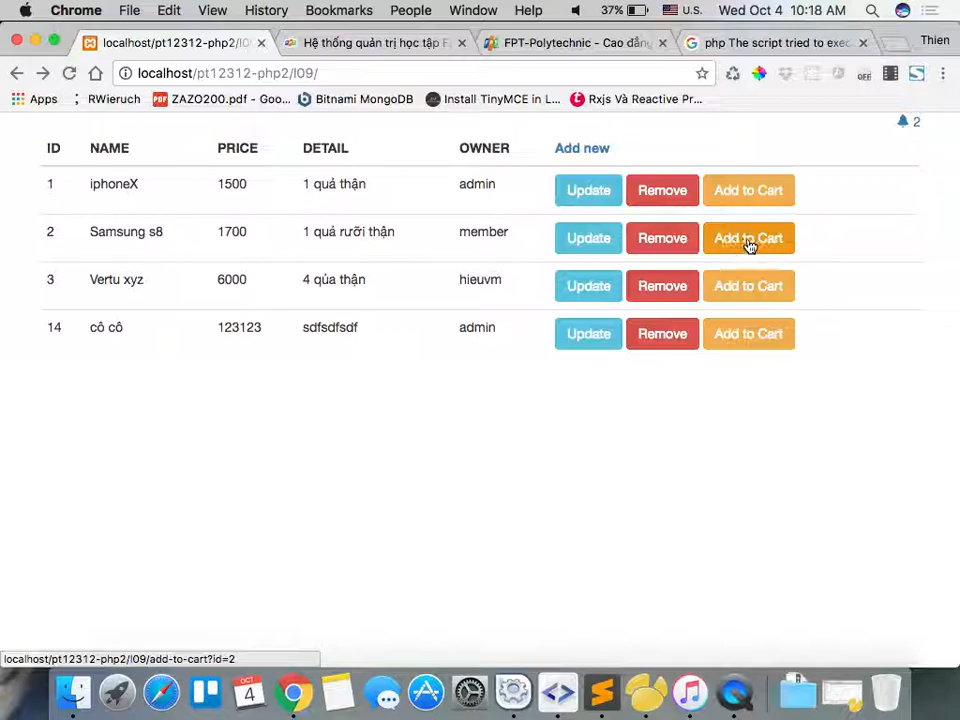 Chrome File Edit View History Bookmarks People Window Help 37% U.S. Wed Oct 4 10:18 AM
localhost/pt12312-php2/l0 Hệ thống quản trị học tập F FPT-Polytechnic - Cao đẳng php The script tried to exec Thien
localhost/pt12312-php2/l09/ OFF
Apps RWieruch PDF ZAZO200.pdf - Goo... Bitnami MongoDB Install TinyMCE in L... Rxjs Và Reactive Pr...
2
ID NAME PRICE DETAIL OWNER Add new
1 iphoneX 1500 1 quả thận admin Update Remove Add to Cart
2 Samsung s8 1700 1 quả rưỡi thận member Update Remove Add to Cart
3 Vertu xyz 6000 4 qủa thận hieuvm Update Remove Add to Cart
14 cô cô 123123 sdfsdfsdf admin Update Remove Add to Cart
localhost/pt12312-php2/l09/add-to-cart?id=2
OCT
4